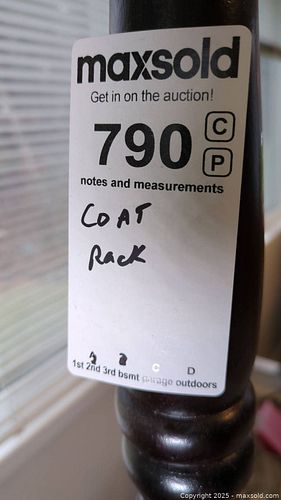 maxsold
Get in on the auction!
790 C
P
notes and measurements
COAT
Rack
C D
1st 2nd 3rd bsmt garage outdoors
Copyright 2025 - maxsold.com